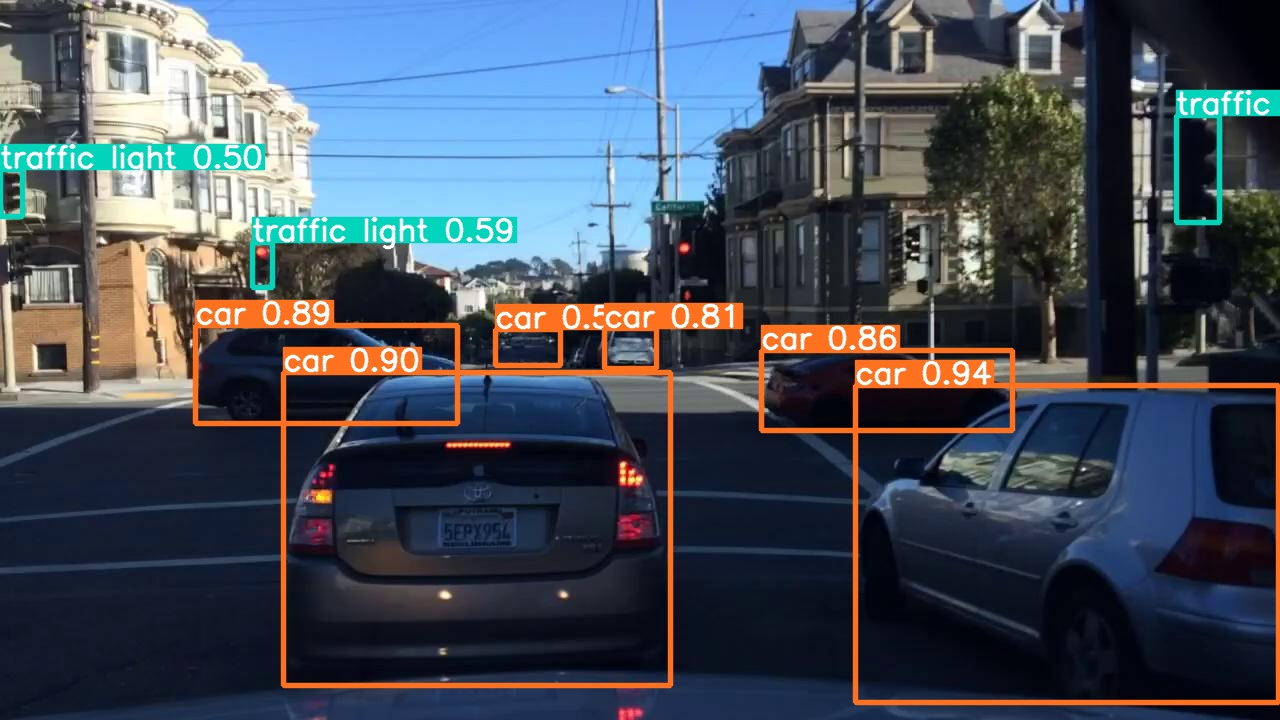 traffic
traffic light 0.50
California
traffic light 0.59
car 0.89
car 0.5
car 0.81
car 0.86
car 0.90
car 0.94
5EPX954